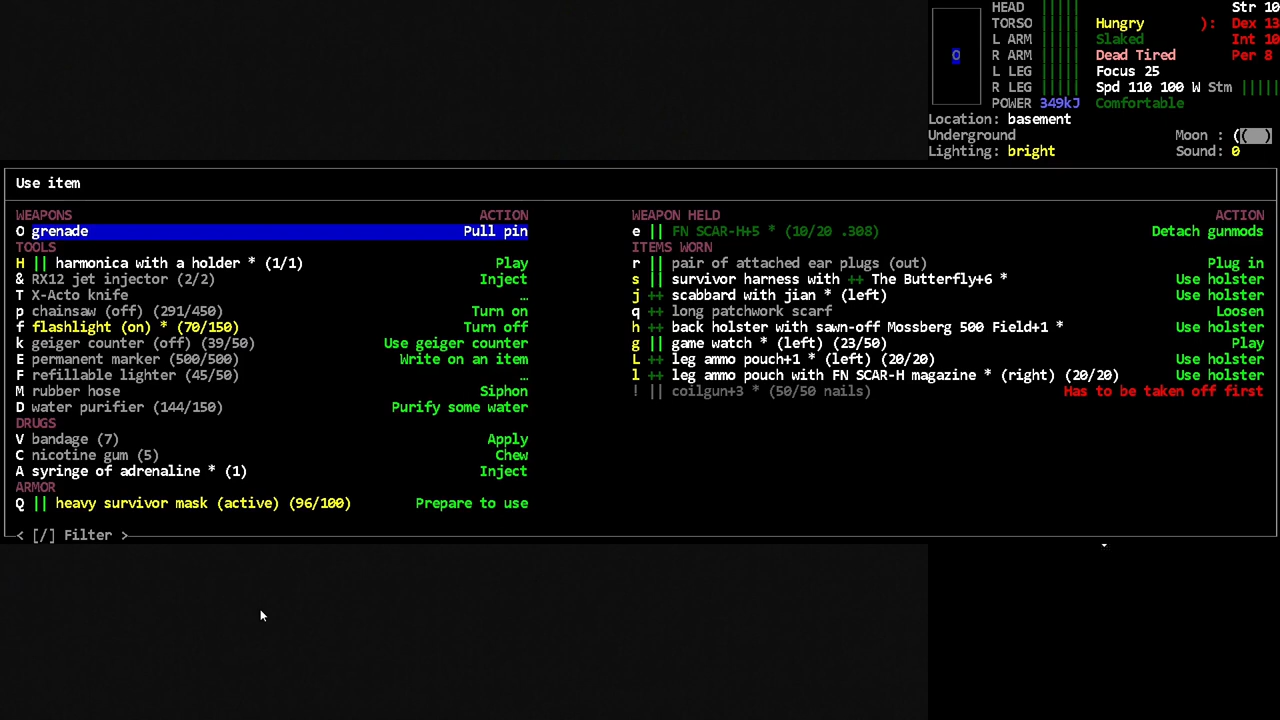 HEAD ||||| Str 10
TORSO ||||| Hungry ): Dex 13
L ARM ||||| Slaked Int 10
O R ARM ||||| Dead Tired Per 8
L LEG ||||| Focus 25
R LEG ||||| Spd 110 100 W Stm |||||
POWER 349kJ Comfortable
Location: basement
Underground Moon : (( )
Lighting: bright Sound: 0
Use item
WEAPONS ACTION
O grenade Pull pin
TOOLS
H || harmonica with a holder * (1/1) Play
& RX12 jet injector (2/2) Inject
T X-Acto knife …
p chainsaw (off) (291/450) Turn on
f flashlight (on) * (70/150) Turn off
k geiger counter (off) (39/50) Use geiger counter
E permanent marker (500/500) Write on an item
F refillable lighter (45/50) …
M rubber hose Siphon
D water purifier (144/150) Purify some water
DRUGS
V bandage (7) Apply
C nicotine gum (5) Chew
A syringe of adrenaline * (1) Inject
ARMOR
Q || heavy survivor mask (active) (96/100) Prepare to use
WEAPON HELD ACTION
e || FN SCAR-H+5 * (10/20 .308) Detach gunmods
ITEMS WORN
r || pair of attached ear plugs (out) Plug in
s || survivor harness with ++ The Butterfly+6 * Use holster
j ++ scabbard with jian * (left) Use holster
q ++ long patchwork scarf Loosen
h ++ back holster with sawn-off Mossberg 500 Field+1 * Use holster
g || game watch * (left) (23/50) Play
L ++ leg ammo pouch+1 * (left) (20/20) Use holster
l ++ leg ammo pouch with FN SCAR-H magazine * (right) (20/20) Use holster
! || coilgun+3 * (50/50 nails) Has to be taken off first
< [/] Filter >